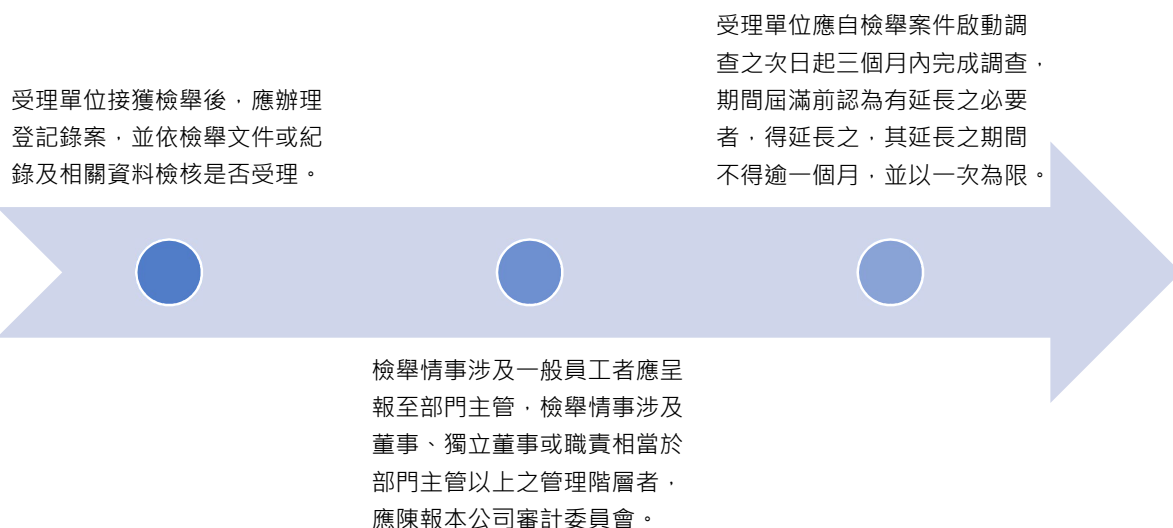 受理單位接獲檢舉後，應辦理
登記錄案，並依檢舉文件或紀
錄及相關資料檢核是否受理。
檢舉情事涉及一般員工者應呈
報至部門主管，檢舉情事涉及
董事、獨立董事或職責相當於
部門主管以上之管理階層者，
應陳報本公司審計委員會。
受理單位應自檢舉案件啟動調
查之次日起三個月內完成調查，
期間屆滿前認為有延長之必要
者，得延長之，其延長之期間
不得逾一個月，並以一次為限。